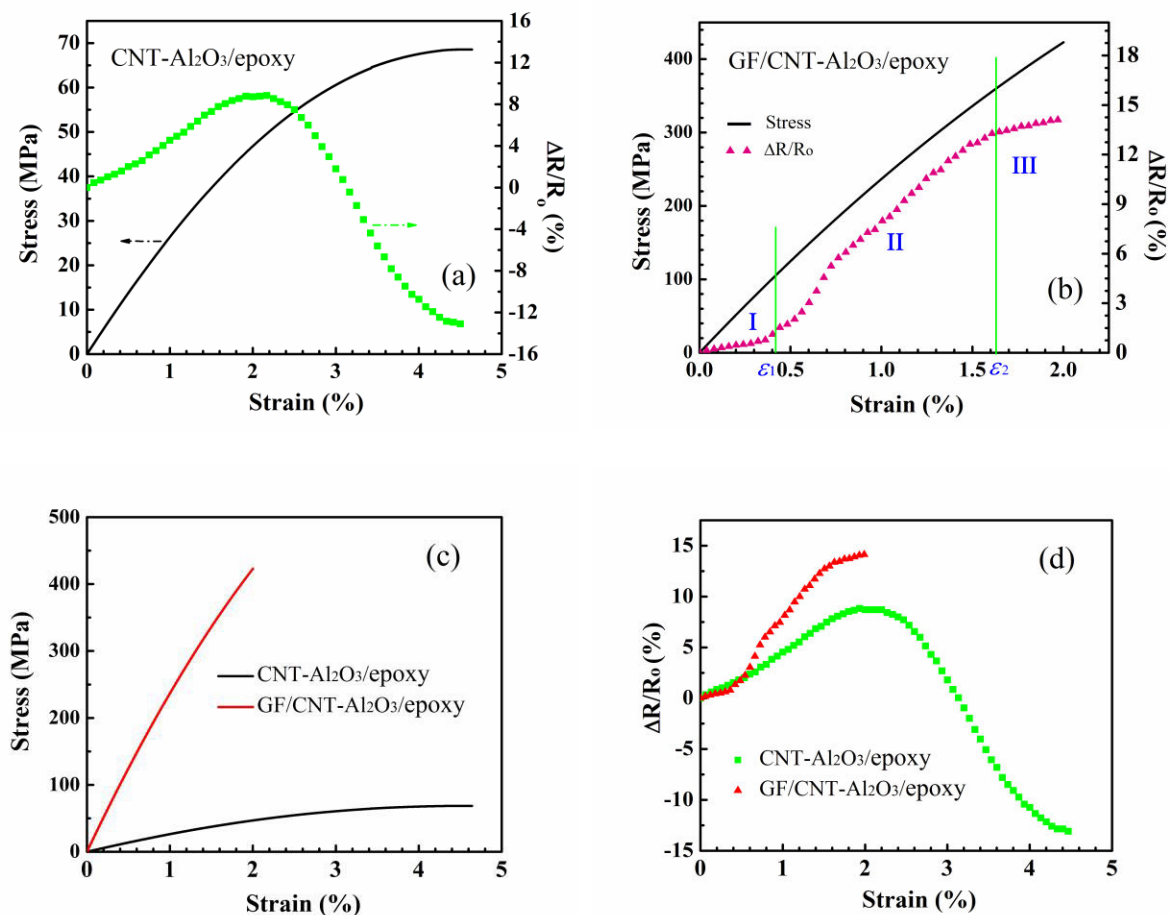 CNT-Al₂O₃/epoxy
Stress (MPa)
70
60
50
40
30
20
10
0
16
12
8
4
0
-4
-8
-12
-16
ΔR/Rₒ (%)
(a)
0 1 2 3 4 5
Strain (%)
GF/CNT-Al₂O₃/epoxy
Stress
ΔR/Rₒ
Stress (MPa)
400
300
200
100
0
18
15
12
9
6
3
0
ΔR/Rₒ (%)
I
II
III
(b)
0.0 ε₁ 0.5 1.0 1.5 ε₂ 2.0
Strain (%)
(c)
Stress (MPa)
500
400
300
200
100
0
CNT-Al₂O₃/epoxy
GF/CNT-Al₂O₃/epoxy
0 1 2 3 4 5
Strain (%)
(d)
ΔR/Rₒ (%)
15
10
5
0
-5
-10
-15
CNT-Al₂O₃/epoxy
GF/CNT-Al₂O₃/epoxy
0 1 2 3 4 5
Strain (%)